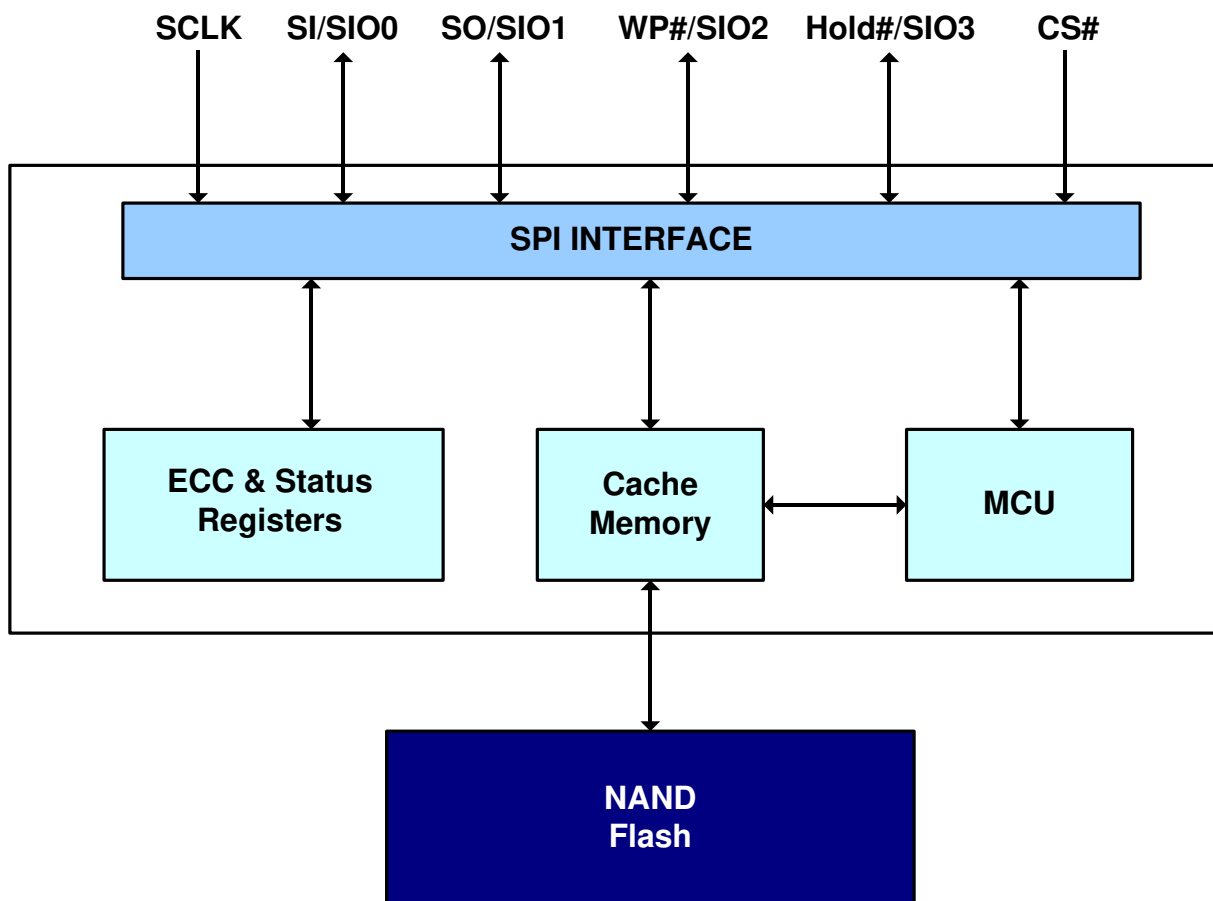 SCLK SI/SIO0 SO/SIO1 WP#/SIO2 Hold#/SIO3 CS#
SPI INTERFACE
ECC & Status
Registers
Cache
Memory
MCU
NAND
Flash